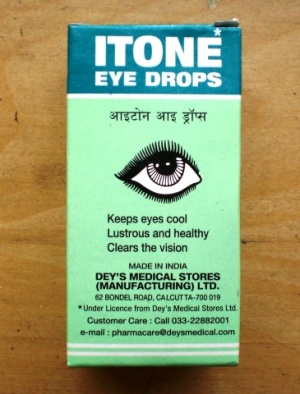 ITONE*
EYE DROPS
आइटोन आइ ड्रॉप्स
Keeps eyes cool
Lustrous and healthy
Clears the vision
MADE IN INDIA
DEY'S MEDICAL STORES
(MANUFACTURING) LTD.
62 BONDEL ROAD, CALCUTTA-700 019
*Under Licence from Dey's Medical Stores Ltd.
Customer Care : Call 033-22882001
e-mail : pharmacare@deysmedical.com